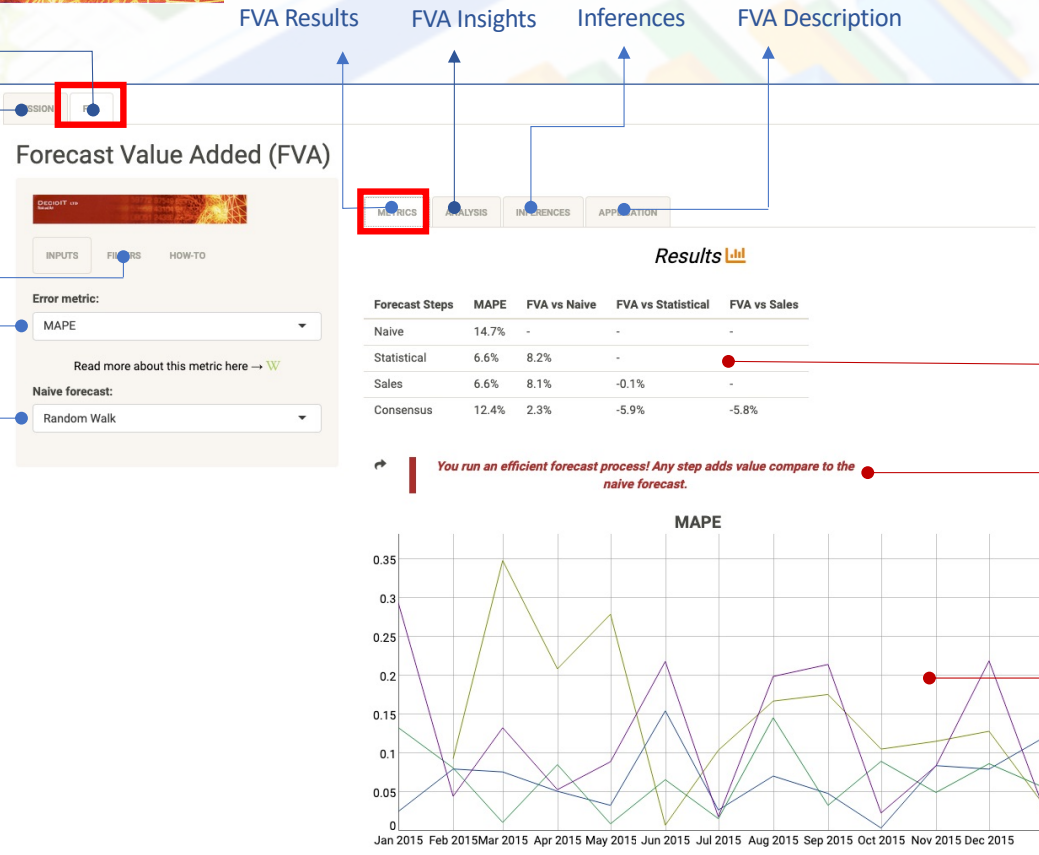 FVA Results FVA Insights Inferences FVA Description
Forecast Value Added (FVA)
DECIDIT LTD
INPUTS HOW-TO
Error metric:
MAPE
Read more about this metric here → W
Naive forecast:
Random Walk
Results
Forecast Steps MAPE FVA vs Naive FVA vs Statistical FVA vs Sales
Naive 14.7% - - -
Statistical 6.6% 8.2% -
Sales 6.6% 8.1% -0.1% -
Consensus 12.4% 2.3% -5.9% -5.8%
You run an efficient forecast process! Any step adds value compare to the
naive forecast.
MAPE
0.35
0.3
0.25
0.2
0.15
0.1
0.05
0
Jan 2015 Feb 2015 Mar 2015 Apr 2015 May 2015 Jun 2015 Jul 2015 Aug 2015 Sep 2015 Oct 2015 Nov 2015 Dec 2015